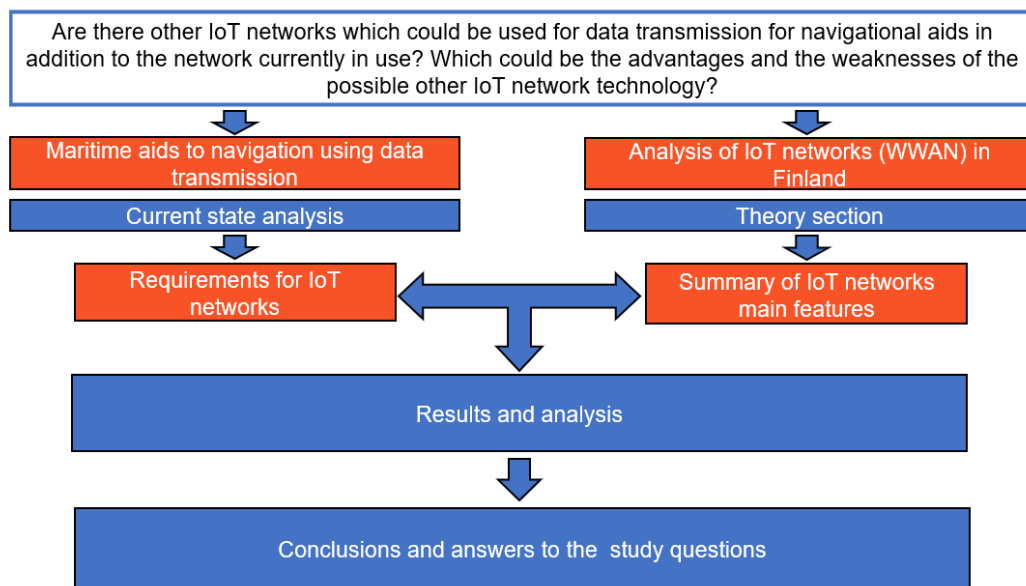 Are there other IoT networks which could be used for data transmission for navigational aids in
addition to the network currently in use? Which could be the advantages and the weaknesses of the
possible other IoT network technology?
Maritime aids to navigation using data
transmission
Analysis of IoT networks (WWAN) in
Finland
Current state analysis
Theory section
Requirements for IoT
networks
Summary of IoT networks
main features
Results and analysis
Conclusions and answers to the  study questions